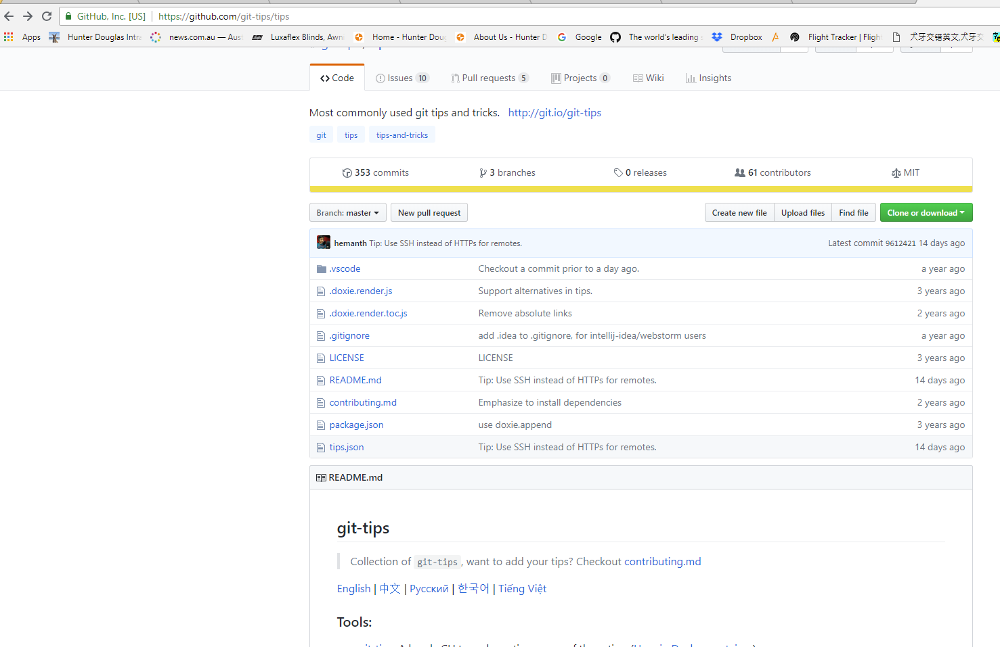 GitHub, Inc. [US] https://github.com/git-tips/tips
Apps Hunter Douglas Intra news.com.au — Aust Luxaflex Blinds, Awn Home - Hunter Doug About Us - Hunter D Google The world's leading Dropbox Flight Tracker | Flight 犬牙交错英文,犬牙交
Code Issues 10 Pull requests 5 Projects 0 Wiki Insights
Most commonly used git tips and tricks. http://git.io/git-tips
git tips tips-and-tricks
353 commits 3 branches 0 releases 61 contributors MIT
Branch: master New pull request Create new file Upload files Find file Clone or download
hemanth Tip: Use SSH instead of HTTPs for remotes. Latest commit 9612421 14 days ago
.vscode Checkout a commit prior to a day ago. a year ago
.doxie.render.js Support alternatives in tips. 3 years ago
.doxie.render.toc.js Remove absolute links 2 years ago
.gitignore add .idea to .gitignore, for intellij-idea/webstorm users a year ago
LICENSE LICENSE 3 years ago
README.md Tip: Use SSH instead of HTTPs for remotes. 14 days ago
contributing.md Emphasize to install dependencies 2 years ago
package.json use doxie.append 3 years ago
tips.json Tip: Use SSH instead of HTTPs for remotes. 14 days ago
README.md
git-tips
Collection of git-tips, want to add your tips? Checkout contributing.md
English | 中文 | Русский | 한국어 | Tiếng Việt
Tools: